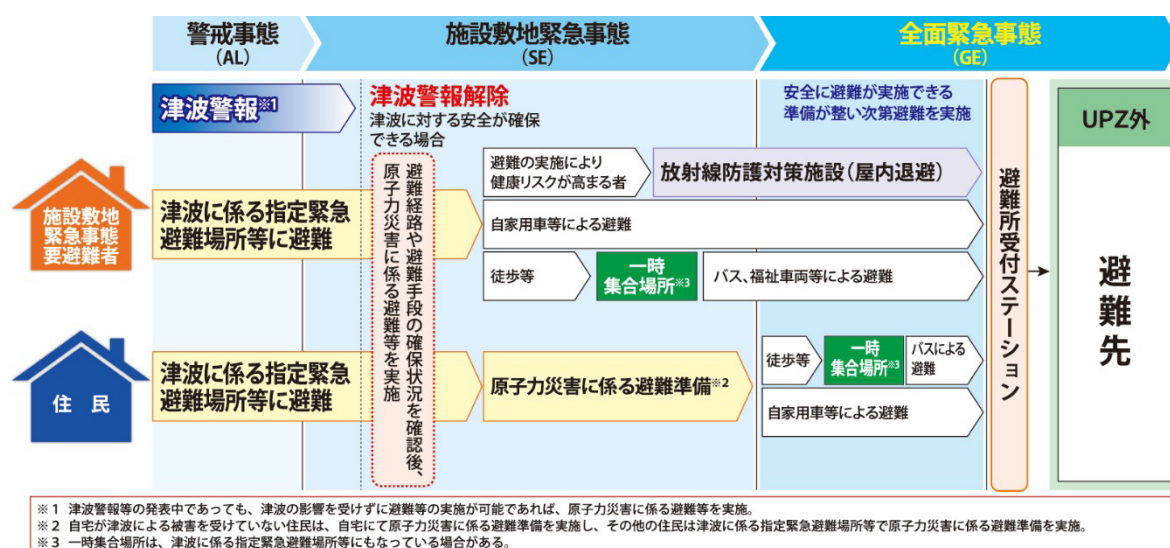 警戒事態
(AL)
施設敷地緊急事態
(SE)
全面緊急事態
(GE)
津波警報※1
津波警報解除
津波に対する安全が確保
できる場合
安全に避難が実施できる
準備が整い次第避難を実施
施設敷地
緊急事態
要避難者
津波に係る指定緊急
避難場所等に避難
避難経路や避難手段の確保状況を確認後、
原子力災害に係る避難等を実施
避難の実施により
健康リスクが高まる者
放射線防護対策施設(屋内退避)
自家用車等による避難
徒歩等
一時
集合場所※3
バス、福祉車両等による避難
住民
津波に係る指定緊急
避難場所等に避難
原子力災害に係る避難準備※2
徒歩等
一時
集合場所※3
バスによる
避難
自家用車等による避難
避難所受付ステーション
UPZ外
避難先
※1 津波警報等の発表中であっても、津波の影響を受けずに避難等の実施が可能であれば、原子力災害に係る避難等を実施。
※2 自宅が津波による被害を受けていない住民は、自宅にて原子力災害に係る避難準備を実施し、その他の住民は津波に係る指定緊急避難場所等で原子力災害に係る避難準備を実施。
※3 一時集合場所は、津波に係る指定緊急避難場所等にもなっている場合がある。